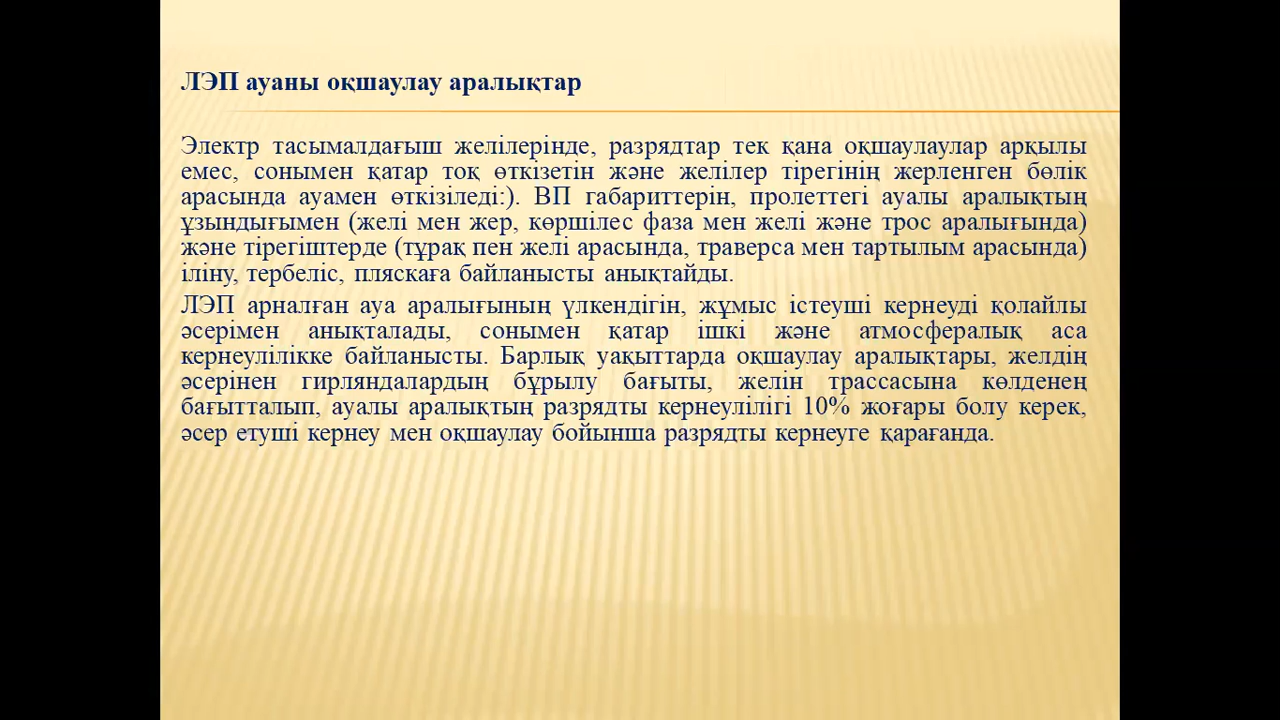 ЛЭП ауаны оқшаулау аралықтар
Электр тасымалдағыш желілерінде, разрядтар тек қана оқшаулаулар арқылы
емес, сонымен қатар тоқ өткізетін және желілер тірегінің жерленген бөлік
арасында ауамен өткізіледі:). ВП габариттерін, пролеттегі ауалы аралықтың
ұзындығымен (желі мен жер, көршілес фаза мен желі және трос аралығында)
және тірегіштерде (тұрақ пен желі арасында, траверса мен тартылым арасында)
іліну, тербеліс, пляскаға байланысты анықтайды.
ЛЭП арналған ауа аралығының үлкендігін, жұмыс істеуші кернеуді қолайлы
әсерімен анықталады, сонымен қатар ішкі және атмосфералық аса
кернеулілікке байланысты. Барлық уақыттарда оқшаулау аралықтары, желдің
әсерінен гирляндалардың бұрылу бағыты, желін трассасына көлденең
бағытталып, ауалы аралықтың разрядты кернеулілігі 10% жоғары болу керек,
әсер етуші кернеу мен оқшаулау бойынша разрядты кернеуге қарағанда.